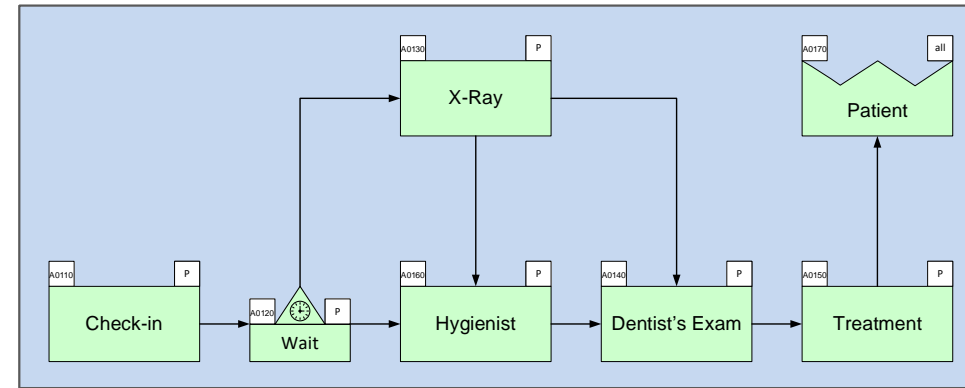 A0130 P
X-Ray
A0170 all
Patient
A0110 P
Check-in
A0120 P
Wait
A0160 P
Hygienist
A0140 P
Dentist's Exam
A0150 P
Treatment